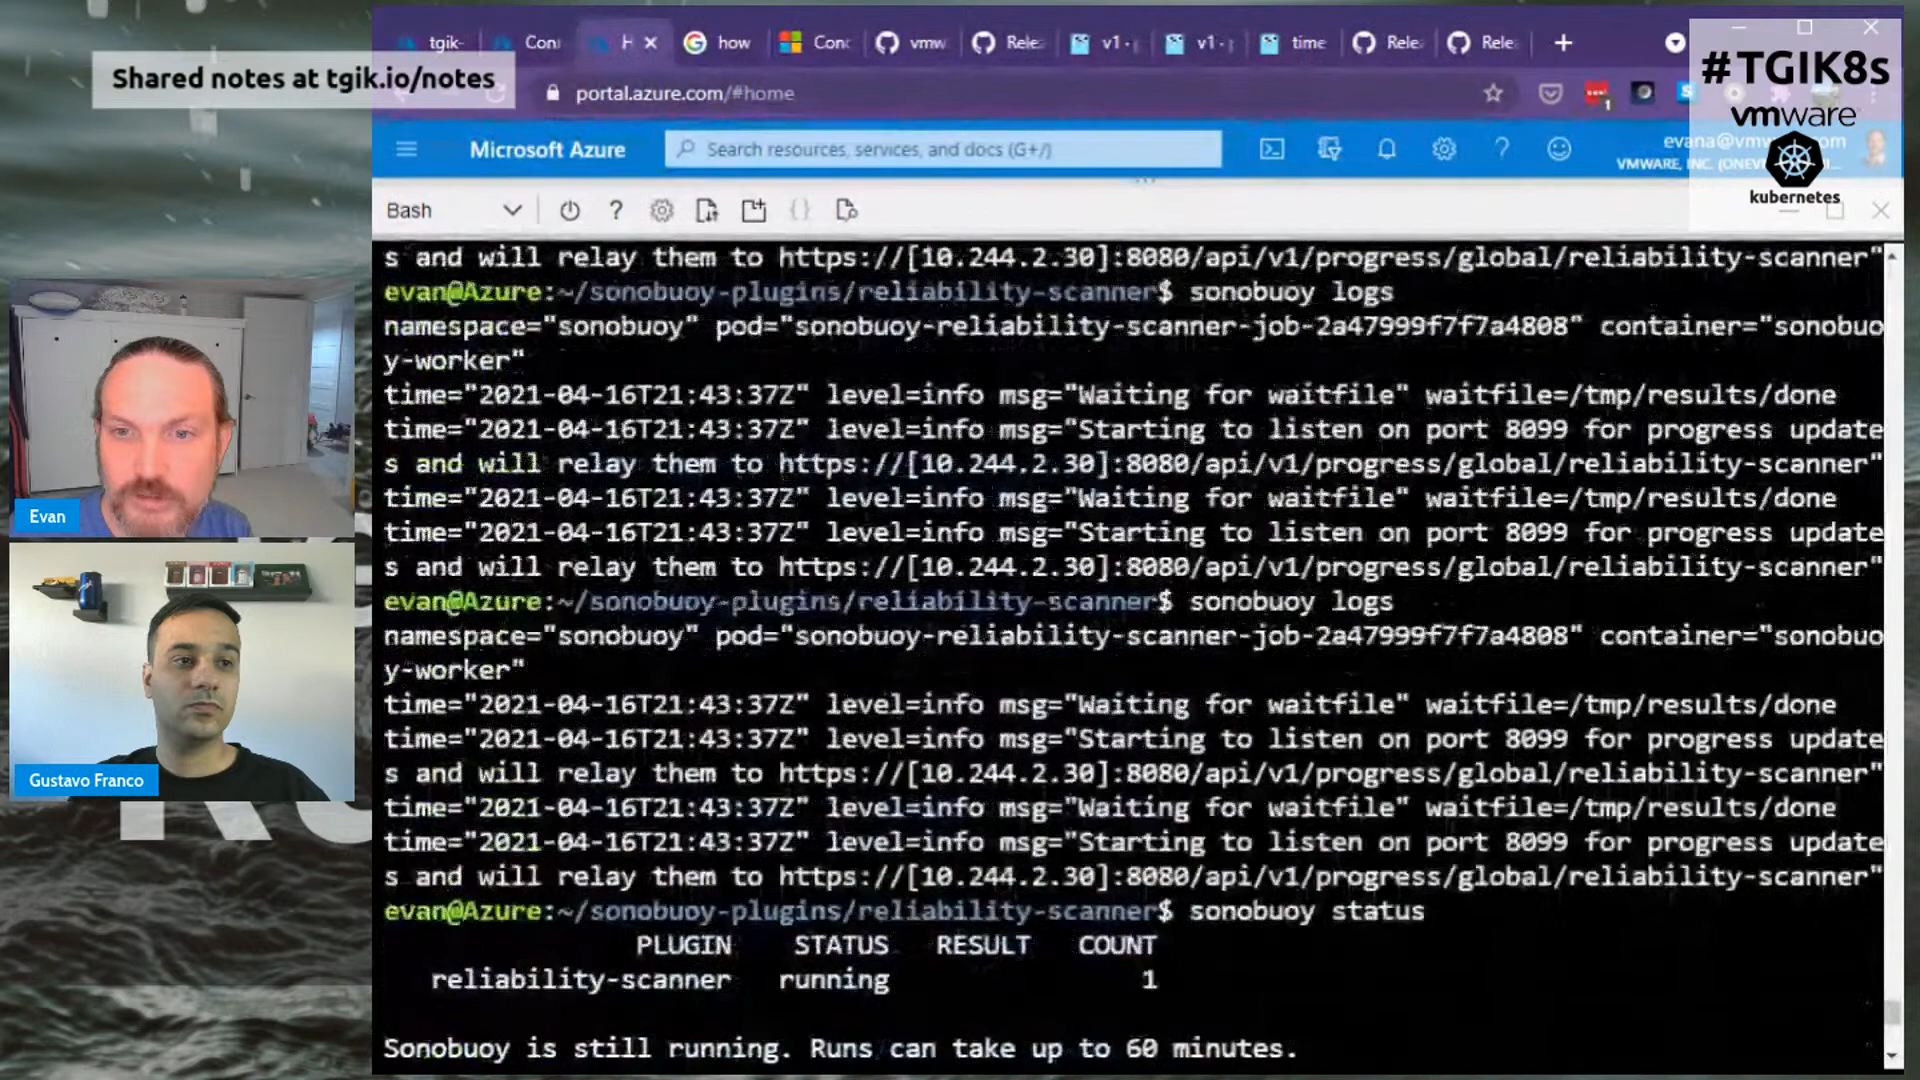 tgik-
Con
H
how
Con
vmw
Rele
v1 -
v1 -
time
Rele
Rele
Shared notes at tgik.io/notes
portal.azure.com/#home
#TGIK8s
vmware
kubernetes
Microsoft Azure
Search resources, services, and docs (G+/)
evana@vmw
VMWARE, INC.
Bash
s and will relay them to https://[10.244.2.30]:8080/api/v1/progress/global/reliability-scanner"
evan@Azure:~/sonobuoy-plugins/reliability-scanner$ sonobuoy logs
namespace="sonobuoy" pod="sonobuoy-reliability-scanner-job-2a47999f7f7a4808" container="sonobuo
y-worker"
time="2021-04-16T21:43:37Z" level=info msg="Waiting for waitfile" waitfile=/tmp/results/done
time="2021-04-16T21:43:37Z" level=info msg="Starting to listen on port 8099 for progress update
s and will relay them to https://[10.244.2.30]:8080/api/v1/progress/global/reliability-scanner"
time="2021-04-16T21:43:37Z" level=info msg="Waiting for waitfile" waitfile=/tmp/results/done
time="2021-04-16T21:43:37Z" level=info msg="Starting to listen on port 8099 for progress update
s and will relay them to https://[10.244.2.30]:8080/api/v1/progress/global/reliability-scanner"
evan@Azure:~/sonobuoy-plugins/reliability-scanner$ sonobuoy logs
namespace="sonobuoy" pod="sonobuoy-reliability-scanner-job-2a47999f7f7a4808" container="sonobuo
y-worker"
time="2021-04-16T21:43:37Z" level=info msg="Waiting for waitfile" waitfile=/tmp/results/done
time="2021-04-16T21:43:37Z" level=info msg="Starting to listen on port 8099 for progress update
s and will relay them to https://[10.244.2.30]:8080/api/v1/progress/global/reliability-scanner"
time="2021-04-16T21:43:37Z" level=info msg="Waiting for waitfile" waitfile=/tmp/results/done
time="2021-04-16T21:43:37Z" level=info msg="Starting to listen on port 8099 for progress update
s and will relay them to https://[10.244.2.30]:8080/api/v1/progress/global/reliability-scanner"
evan@Azure:~/sonobuoy-plugins/reliability-scanner$ sonobuoy status
PLUGIN STATUS RESULT COUNT
reliability-scanner running 1
Sonobuoy is still running. Runs can take up to 60 minutes.
Evan
Gustavo Franco